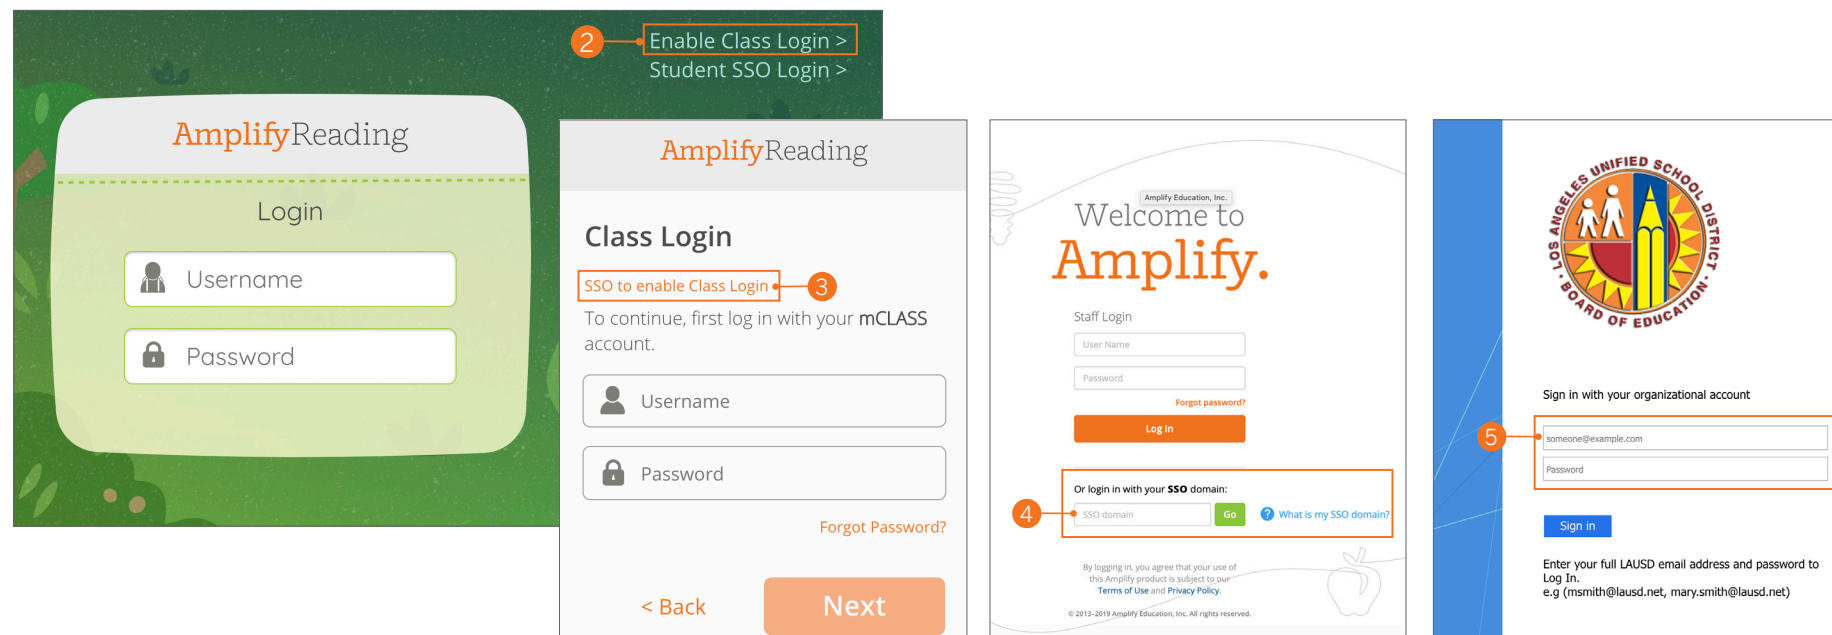 2
Enable Class Login >
Student SSO Login >
AmplifyReading
Login
Username
Password
AmplifyReading
Class Login
SSO to enable Class Login
3
To continue, first log in with your mCLASS
account.
Username
Password
Forgot Password?
< Back
Next
Amplify Education, Inc.
Welcome to
Amplify.
Staff Login
User Name
Password
Forgot password?
Log In
Or login in with your SSO domain:
4
SSO domain
Go
? What is my SSO domain?
By logging in, you agree that your use of
this Amplify product is subject to our
Terms of Use and Privacy Policy.
© 2013-2019 Amplify Education, Inc. All rights reserved.
LOS ANGELES UNIFIED SCHOOL DISTRICT
BOARD OF EDUCATION
Sign in with your organizational account
5
someone@example.com
Password
Sign in
Enter your full LAUSD email address and password to
Log In.
e.g (msmith@lausd.net, mary.smith@lausd.net)